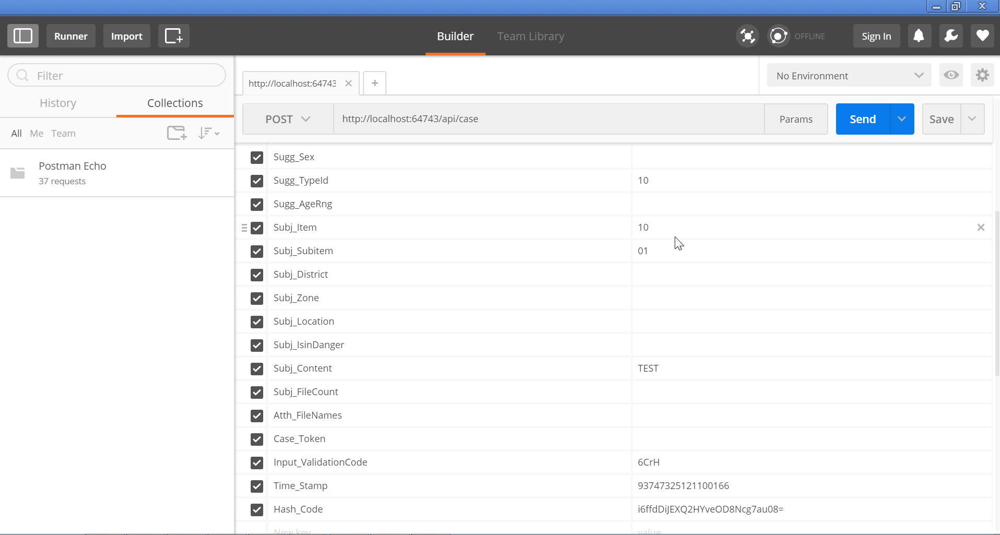 Runner
Import
Builder
Team Library
OFFLINE
Sign In
Filter
History
Collections
All Me Team
Postman Echo
37 requests
http://localhost:64743
No Environment
POST
http://localhost:64743/api/case
Params
Send
Save
Sugg_Sex
Sugg_TypeId 10
Sugg_AgeRng
Subj_Item 10
Subj_Subitem 01
Subj_District
Subj_Zone
Subj_Location
Subj_IsinDanger
Subj_Content TEST
Subj_FileCount
Atth_FileNames
Case_Token
Input_ValidationCode 6CrH
Time_Stamp 93747325121100166
Hash_Code i6ffdDiJEXQ2HYveOD8Ncg7au08=
New key value